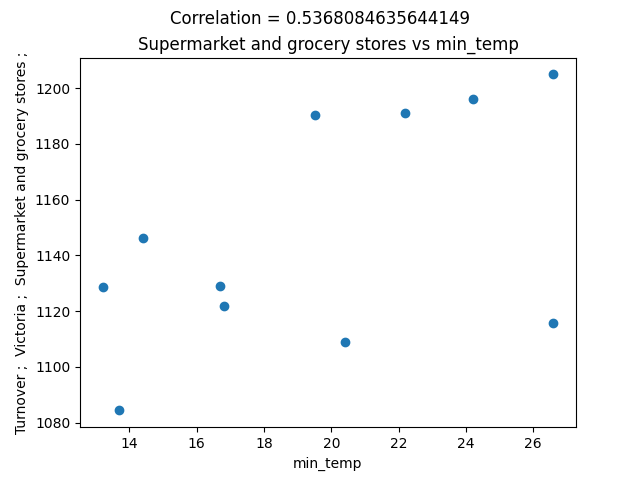 Correlation = 0.5368084635644149
Supermarket and grocery stores vs min_temp
Turnover ;  Victoria ;  Supermarket and grocery stores ;
1200
1180
1160
1140
1120
1100
1080
14 16 18 20 22 24 26
min_temp